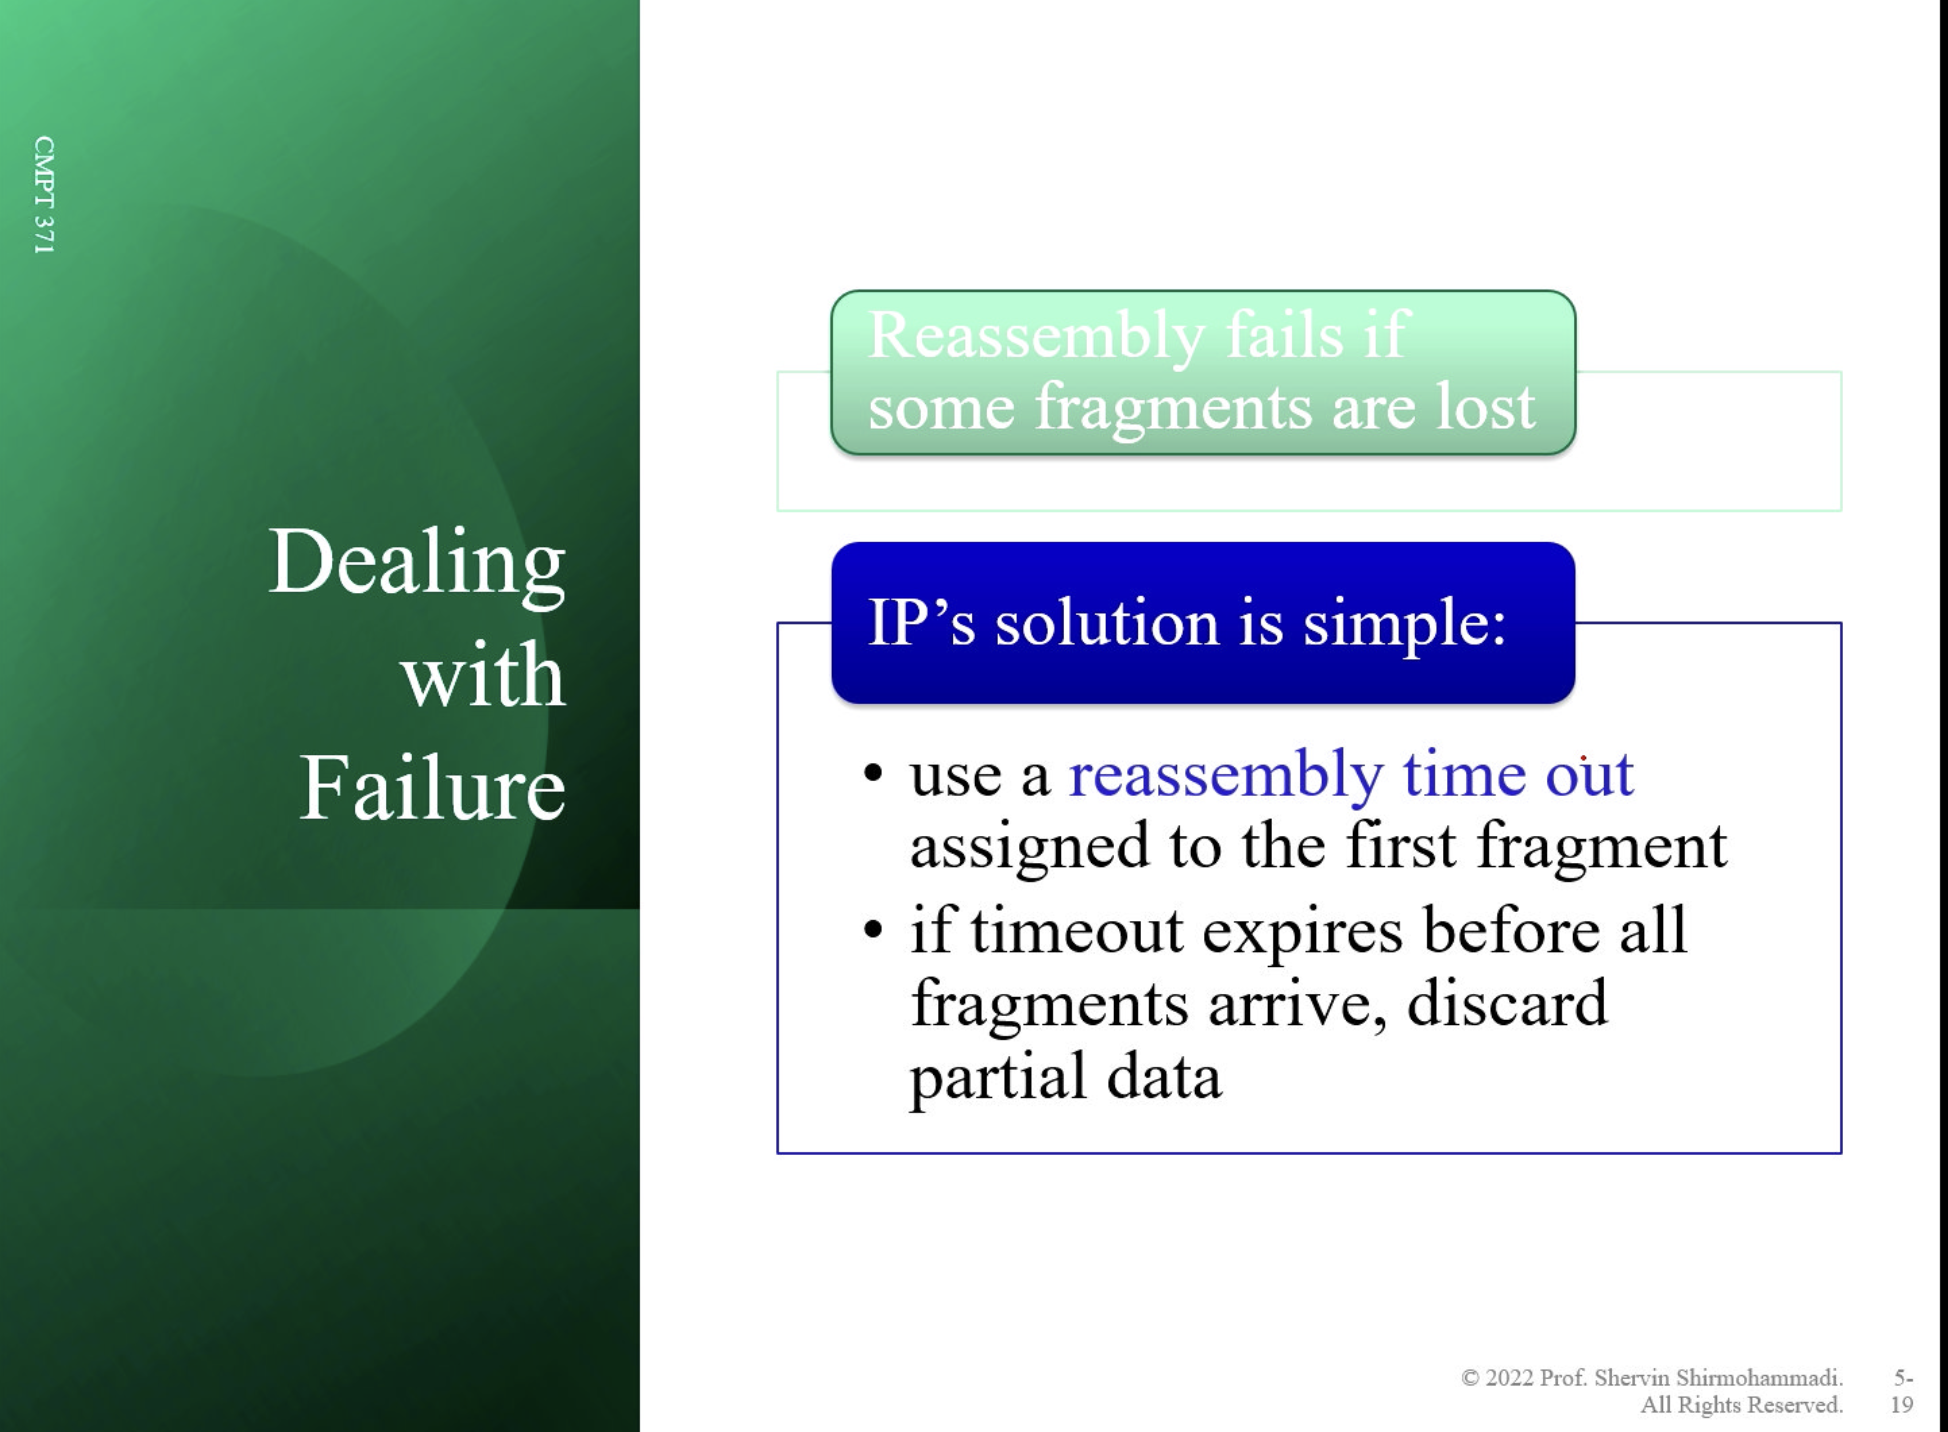 CMPT 371
Dealing
with
Failure
Reassembly fails if
some fragments are lost
IP’s solution is simple:
• use a reassembly time out
assigned to the first fragment
• if timeout expires before all
fragments arrive, discard
partial data
© 2022 Prof. Shervin Shirmohammadi.
All Rights Reserved.
5-
19